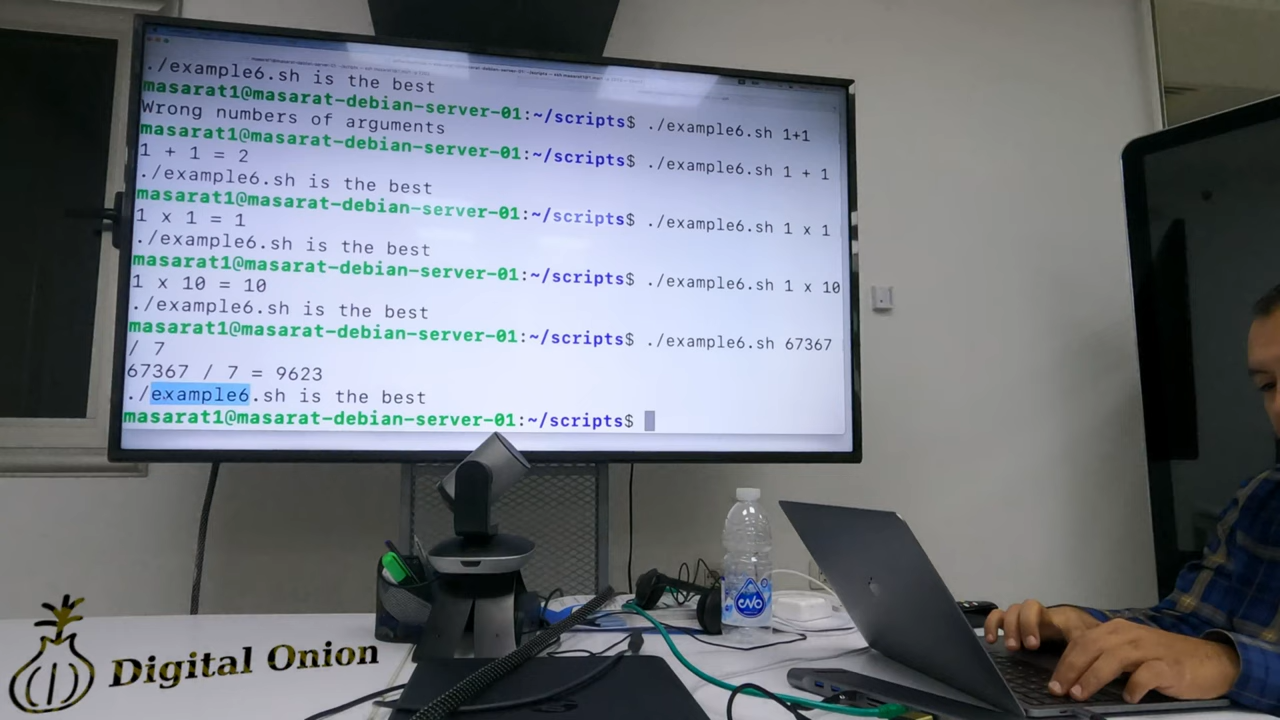 ./example6.sh is the best
masarat1@masarat-debian-server-01:~/scripts$ ./example6.sh 1+1
Wrong numbers of arguments
masarat1@masarat-debian-server-01:~/scripts$ ./example6.sh 1 + 1
1 + 1 = 2
./example6.sh is the best
masarat1@masarat-debian-server-01:~/scripts$ ./example6.sh 1 x 1
1 x 1 = 1
./example6.sh is the best
masarat1@masarat-debian-server-01:~/scripts$ ./example6.sh 1 x 10
1 x 10 = 10
./example6.sh is the best
masarat1@masarat-debian-server-01:~/scripts$ ./example6.sh 67367
/ 7
67367 / 7 = 9623
./example6.sh is the best
masarat1@masarat-debian-server-01:~/scripts$
Digital Onion